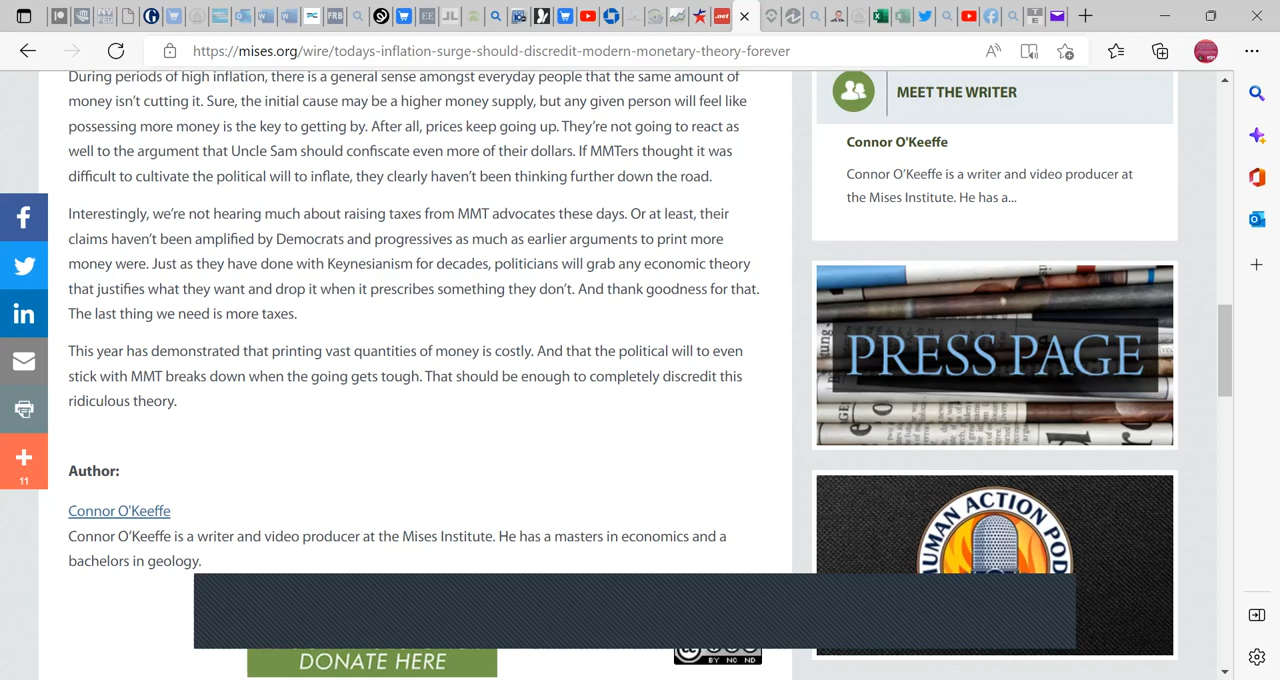 https://mises.org/wire/todays-inflation-surge-should-discredit-modern-monetary-theory-forever
During periods of high inflation, there is a general sense amongst everyday people that the same amount of
money isn't cutting it. Sure, the initial cause may be a higher money supply, but any given person will feel like
possessing more money is the key to getting by. After all, prices keep going up. They're not going to react as
well to the argument that Uncle Sam should confiscate even more of their dollars. If MMTers thought it was
difficult to cultivate the political will to inflate, they clearly haven't been thinking further down the road.
Interestingly, we're not hearing much about raising taxes from MMT advocates these days. Or at least, their
claims haven't been amplified by Democrats and progressives as much as earlier arguments to print more
money were. Just as they have done with Keynesianism for decades, politicians will grab any economic theory
that justifies what they want and drop it when it prescribes something they don't. And thank goodness for that.
The last thing we need is more taxes.
This year has demonstrated that printing vast quantities of money is costly. And that the political will to even
stick with MMT breaks down when the going gets tough. That should be enough to completely discredit this
ridiculous theory.
Author:
Connor O'Keeffe
Connor O'Keeffe is a writer and video producer at the Mises Institute. He has a masters in economics and a
bachelors in geology.
DONATE HERE
BY NC ND
11
MEET THE WRITER
Connor O'Keeffe
Connor O'Keeffe is a writer and video producer at
the Mises Institute. He has a...
PRESS PAGE
HUMAN ACTION POD